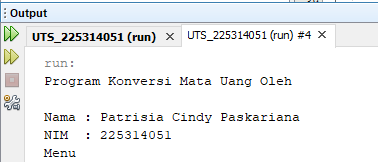 Output
UTS_225314051 (run) × UTS_225314051 (run) #4 ×
run:
Program Konversi Mata Uang Oleh
Nama : Patrisia Cindy Paskariana
NIM  : 225314051
Menu